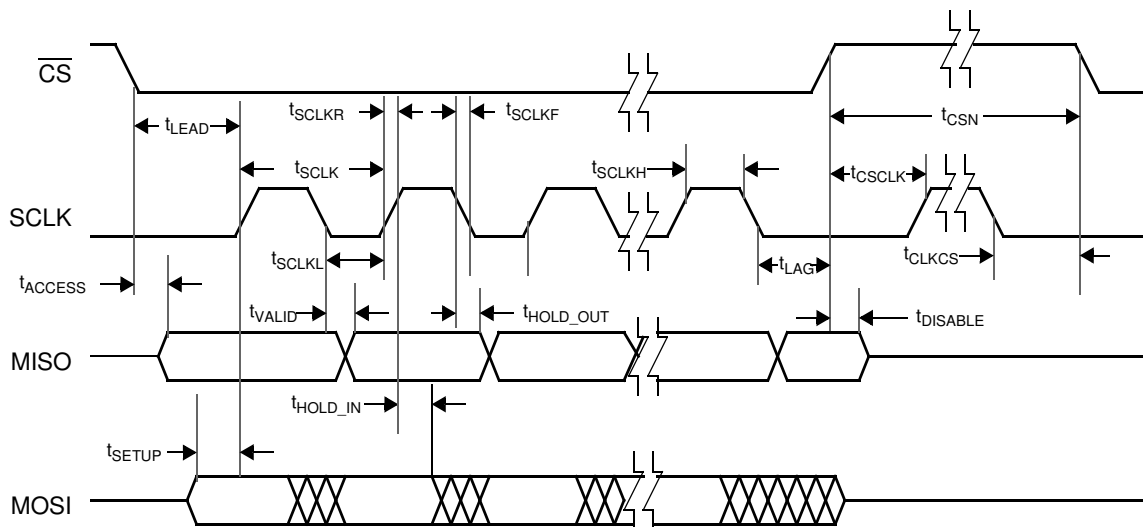 CS
tSCLKR
tSCLKF
tLEAD
tCSN
tSCLK
tSCLKH
tCSCLK
SCLK
tSCLKL
tLAG
tCLKCS
tACCESS
tVALID
tHOLD_OUT
tDISABLE
MISO
tHOLD_IN
tSETUP
MOSI